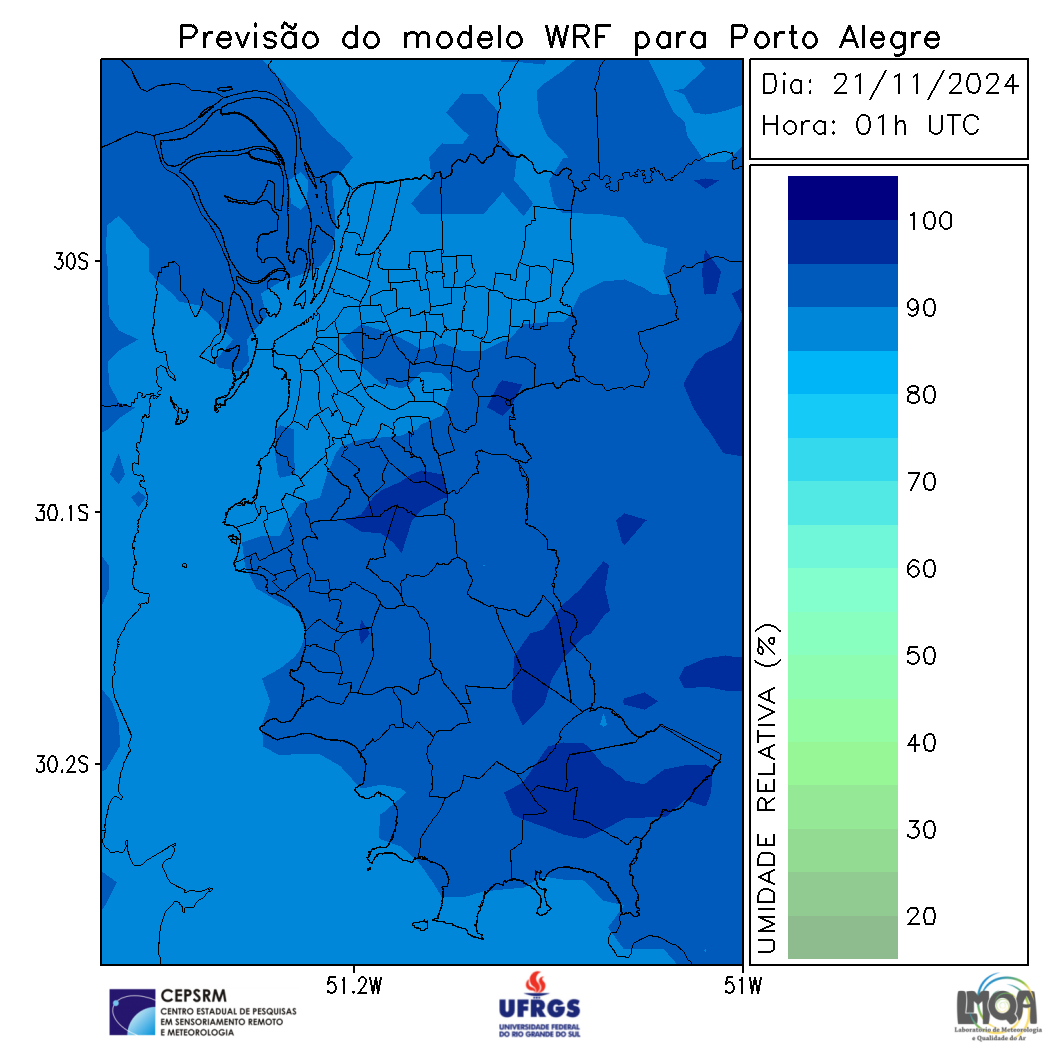 Previsão do modelo WRF para Porto Alegre
Dia: 21/11/2024
Hora: 01h UTC
30S
30.1S
30.2S
51.2W
51W
UMIDADE RELATIVA (%)
100
90
80
70
60
50
40
30
20
CEPSRM
CENTRO ESTADUAL DE PESQUISAS
EM SENSORIAMENTO REMOTO
E METEOROLOGIA
UFRGS
UNIVERSIDADE FEDERAL
DO RIO GRANDE DO SUL
LMQA
Laboratório de Meteorologia
e Qualidade do Ar